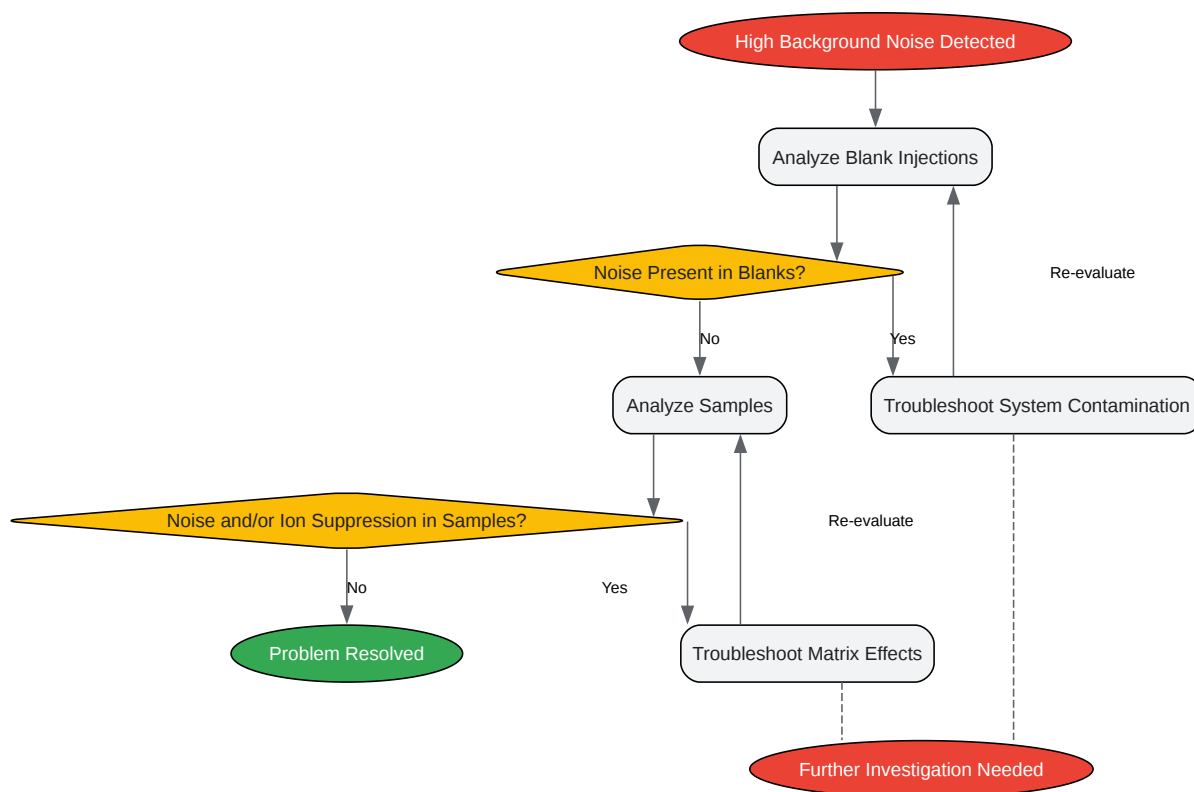 High Background Noise Detected
Analyze Blank Injections
Noise Present in Blanks?
Re-evaluate
No
Yes
Analyze Samples
Troubleshoot System Contamination
Noise and/or Ion Suppression in Samples?
Re-evaluate
No
Yes
Problem Resolved
Troubleshoot Matrix Effects
Further Investigation Needed